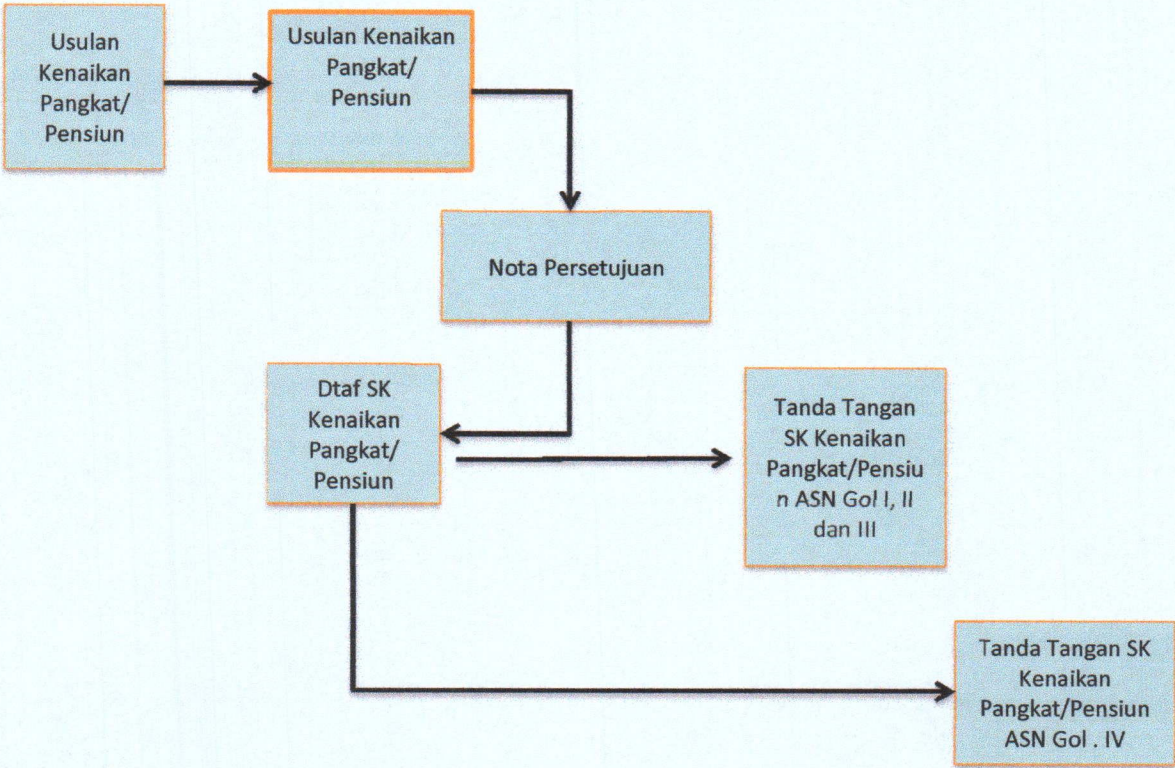 Usulan
Kenaikan
Pangkat/
Pensiun
Usulan Kenaikan
Pangkat/
Pensiun
Nota Persetujuan
Dtaf SK
Kenaikan
Pangkat/
Pensiun
Tanda Tangan
SK Kenaikan
Pangkat/Pensiu
n ASN Gol I, II
dan III
Tanda Tangan SK
Kenaikan
Pangkat/Pensiun
ASN Gol . IV